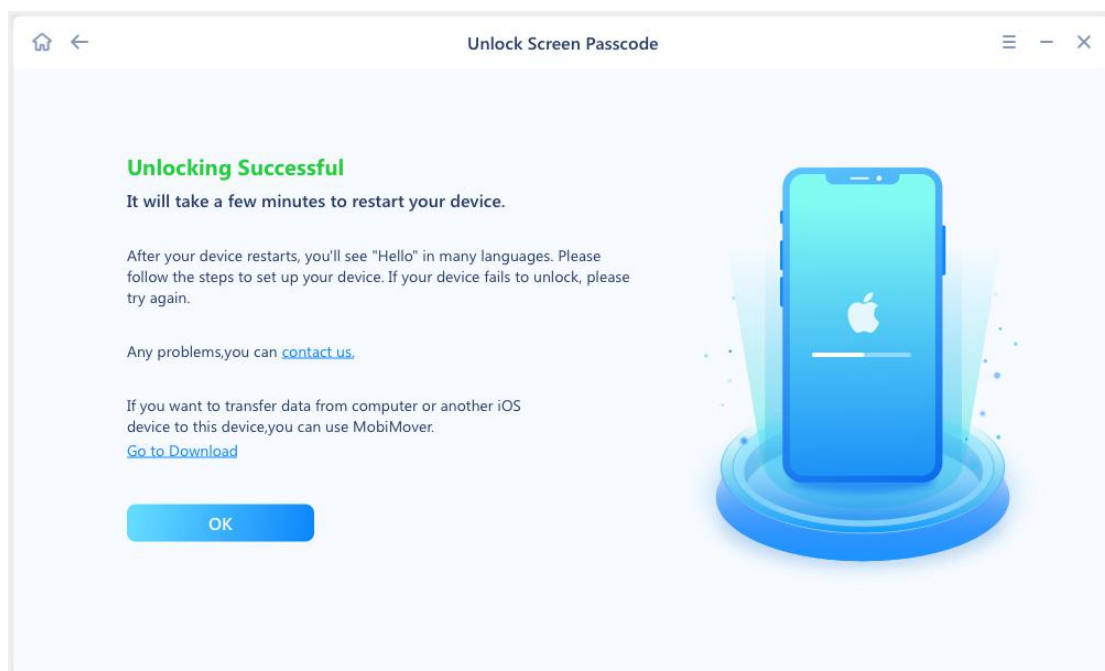 Unlock Screen Passcode
Unlocking Successful
It will take a few minutes to restart your device.
After your device restarts, you'll see "Hello" in many languages. Please
follow the steps to set up your device. If your device fails to unlock, please
try again.
Any problems,you can contact us.
If you want to transfer data from computer or another iOS
device to this device,you can use MobiMover.
Go to Download
OK